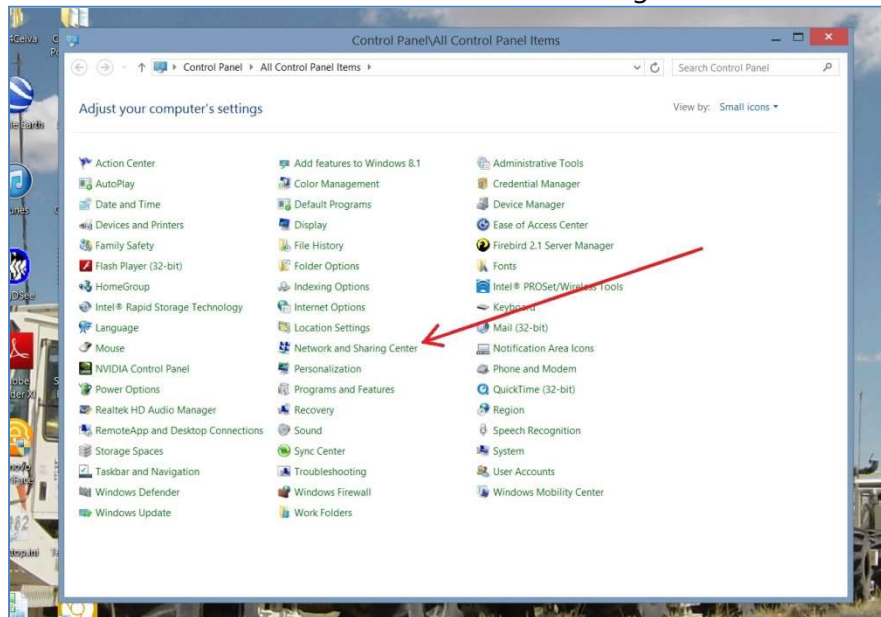 Control Panel\All Control Panel Items
Control Panel All Control Panel Items
Search Control Panel
Adjust your computer's settings
View by: Small icons
Action Center
AutoPlay
Date and Time
Devices and Printers
Family Safety
Flash Player (32-bit)
HomeGroup
Intel® Rapid Storage Technology
Language
Mouse
NVIDIA Control Panel
Power Options
Realtek HD Audio Manager
RemoteApp and Desktop Connections
Storage Spaces
Taskbar and Navigation
Windows Defender
Windows Update
Add features to Windows 8.1
Color Management
Default Programs
Display
File History
Folder Options
Indexing Options
Internet Options
Location Settings
Network and Sharing Center
Personalization
Programs and Features
Recovery
Sound
Sync Center
Troubleshooting
Windows Firewall
Work Folders
Administrative Tools
Credential Manager
Device Manager
Ease of Access Center
Firebird 2.1 Server Manager
Fonts
Intel® PROSet/Wireless Tools
Keyboard
Mail (32-bit)
Notification Area Icons
Phone and Modem
QuickTime (32-bit)
Region
Speech Recognition
System
User Accounts
Windows Mobility Center